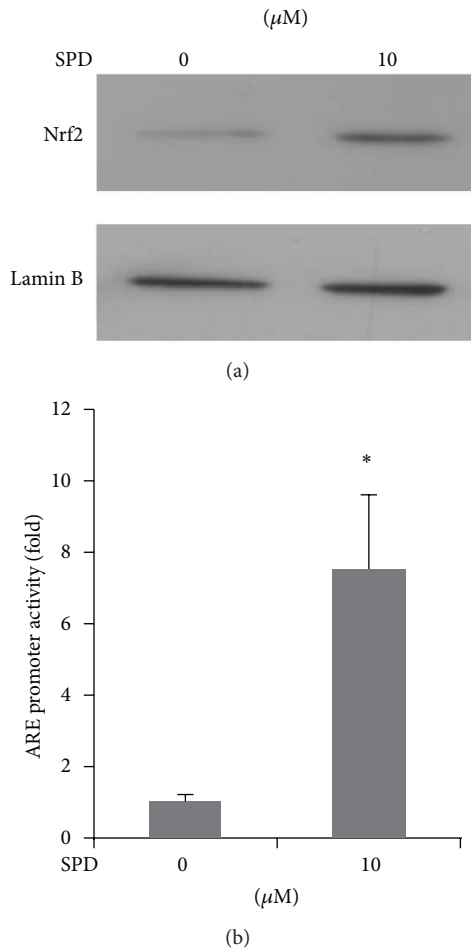 (μM)
SPD 0 10
Nrf2
Lamin B
(a)
12
10
8
6
4
2
0
ARE promoter activity (fold)
*
SPD 0 10
(μM)
(b)